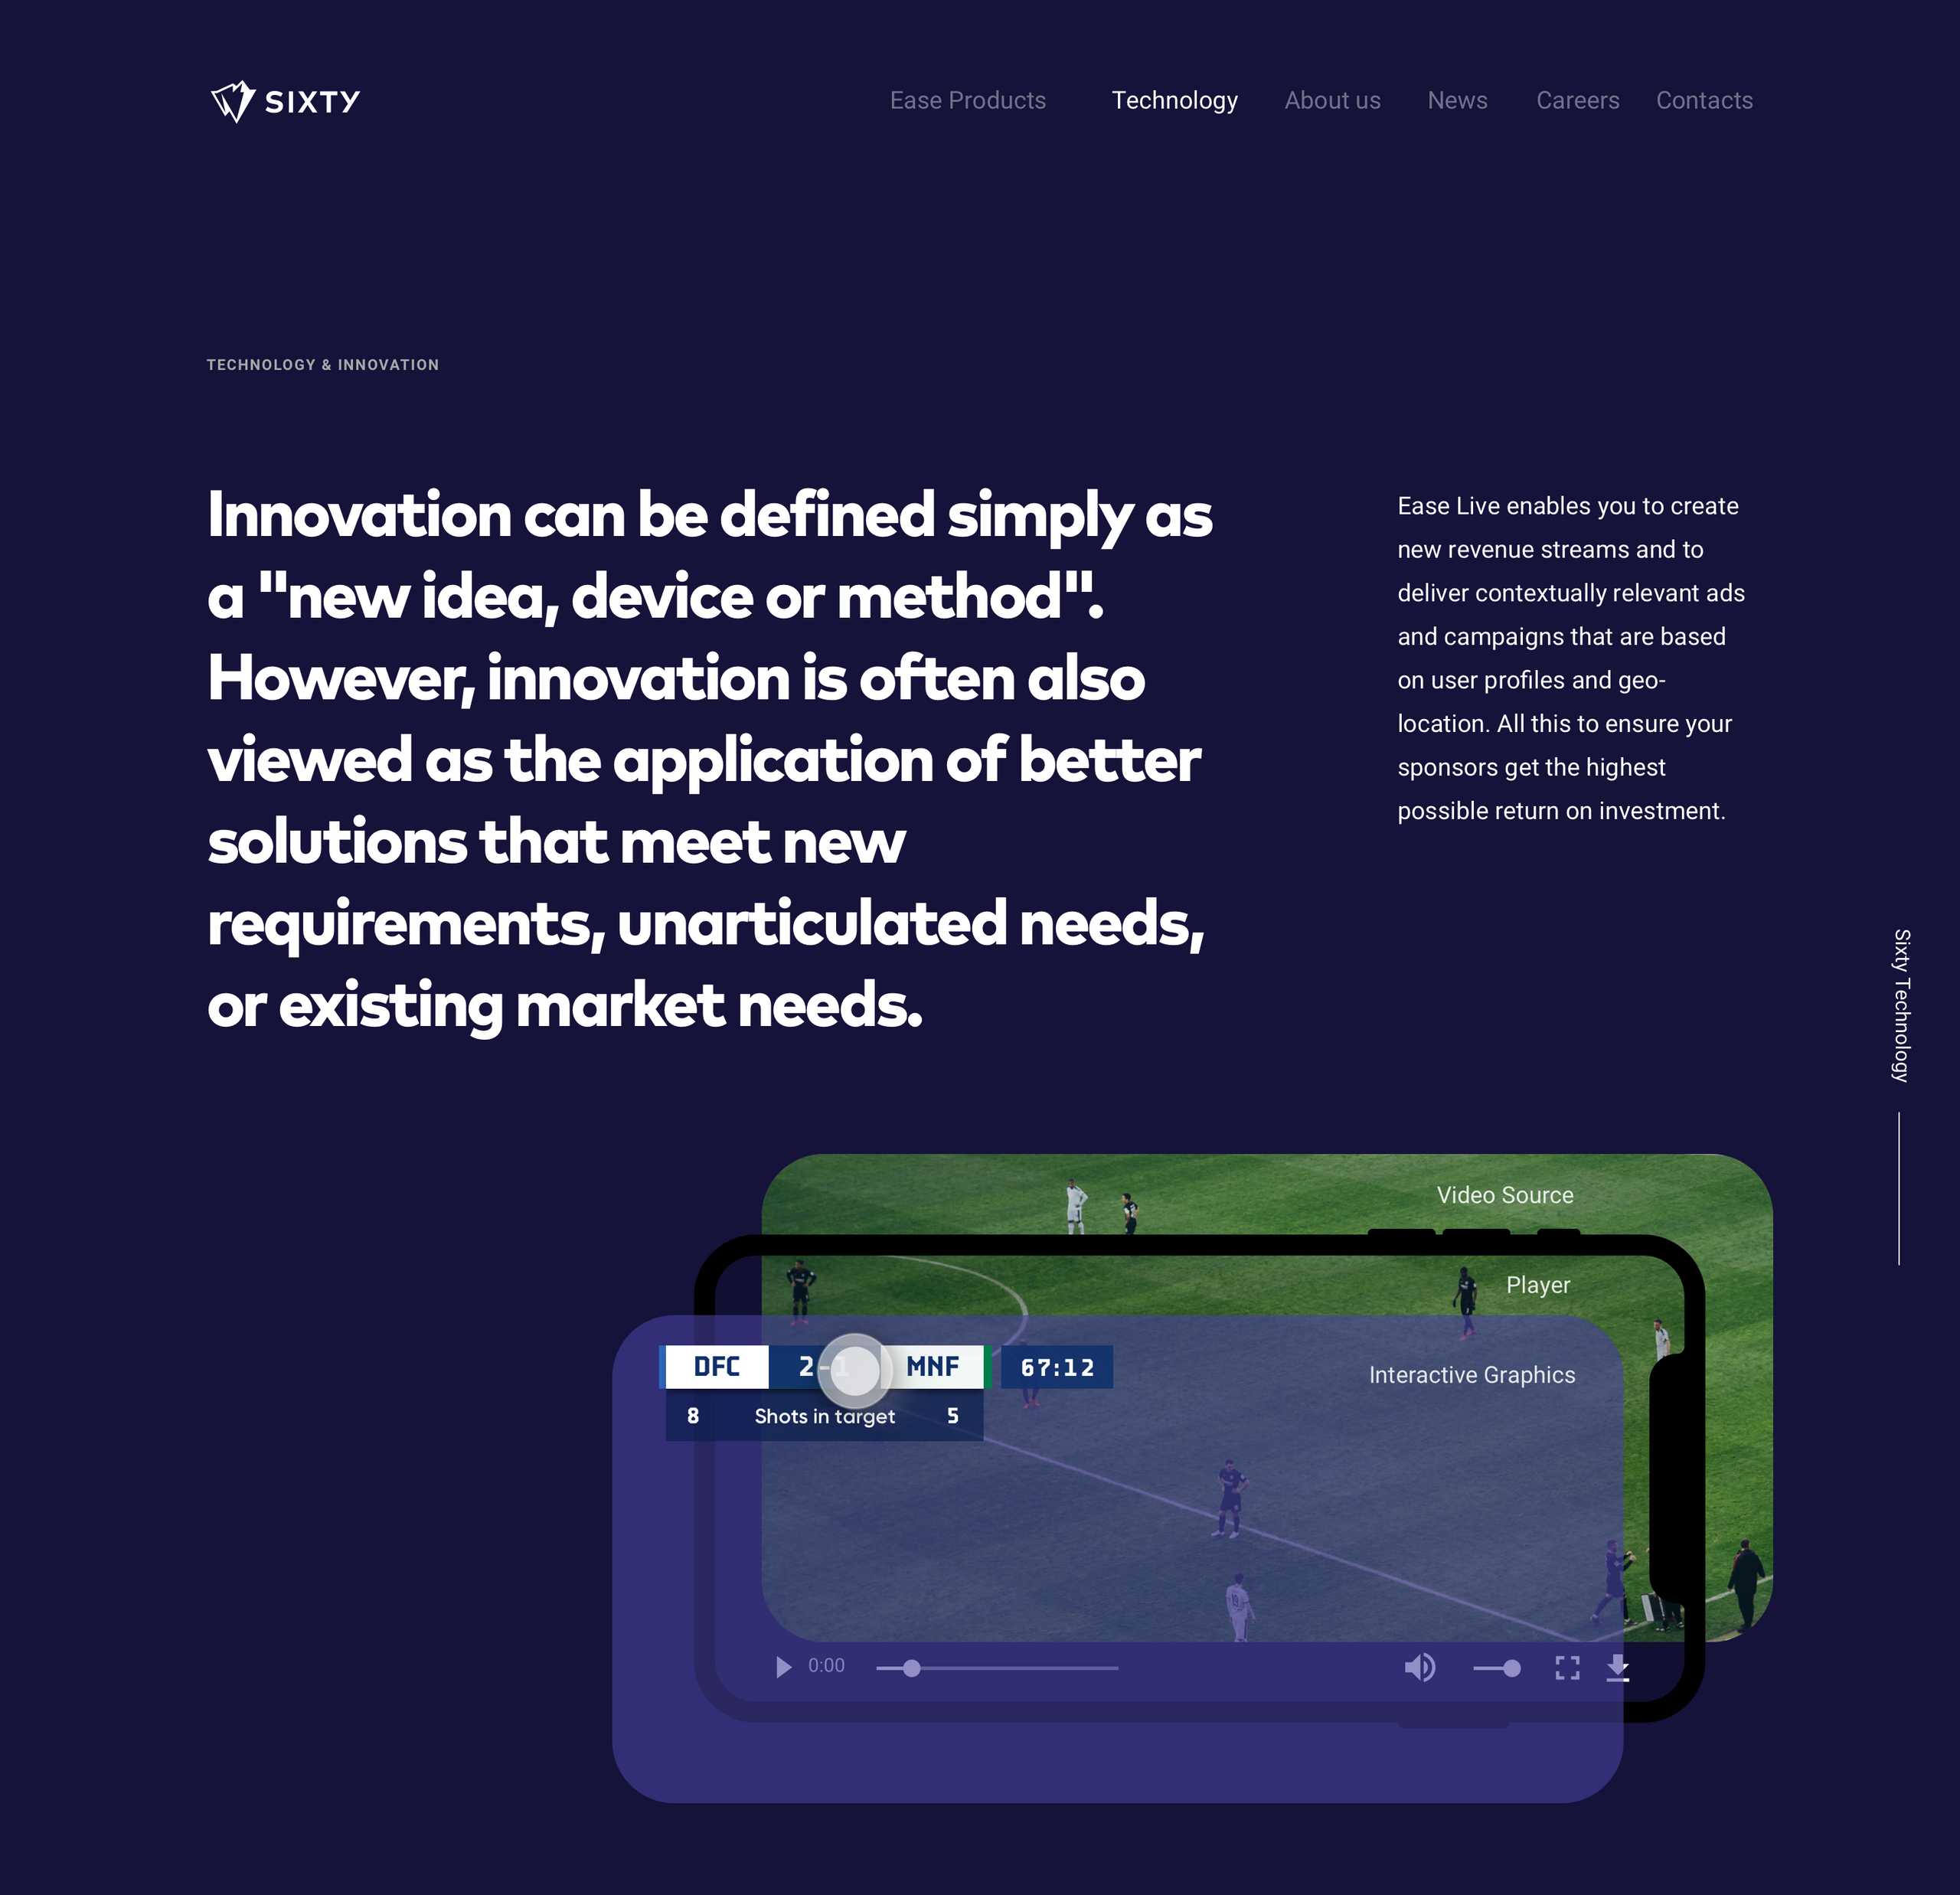 SIXTY
Ease Products Technology About us News Careers Contacts
TECHNOLOGY & INNOVATION
Innovation can be defined simply as
a "new idea, device or method".
However, innovation is often also
viewed as the application of better
solutions that meet new
requirements, unarticulated needs,
or existing market needs.
Ease Live enables you to create
new revenue streams and to
deliver contextually relevant ads
and campaigns that are based
on user profiles and geo-
location. All this to ensure your
sponsors get the highest
possible return on investment.
Sixty Technology
Video Source
Player
Interactive Graphics
DFC 2-1 MNF 67:12
8 Shots in target 5
0:00